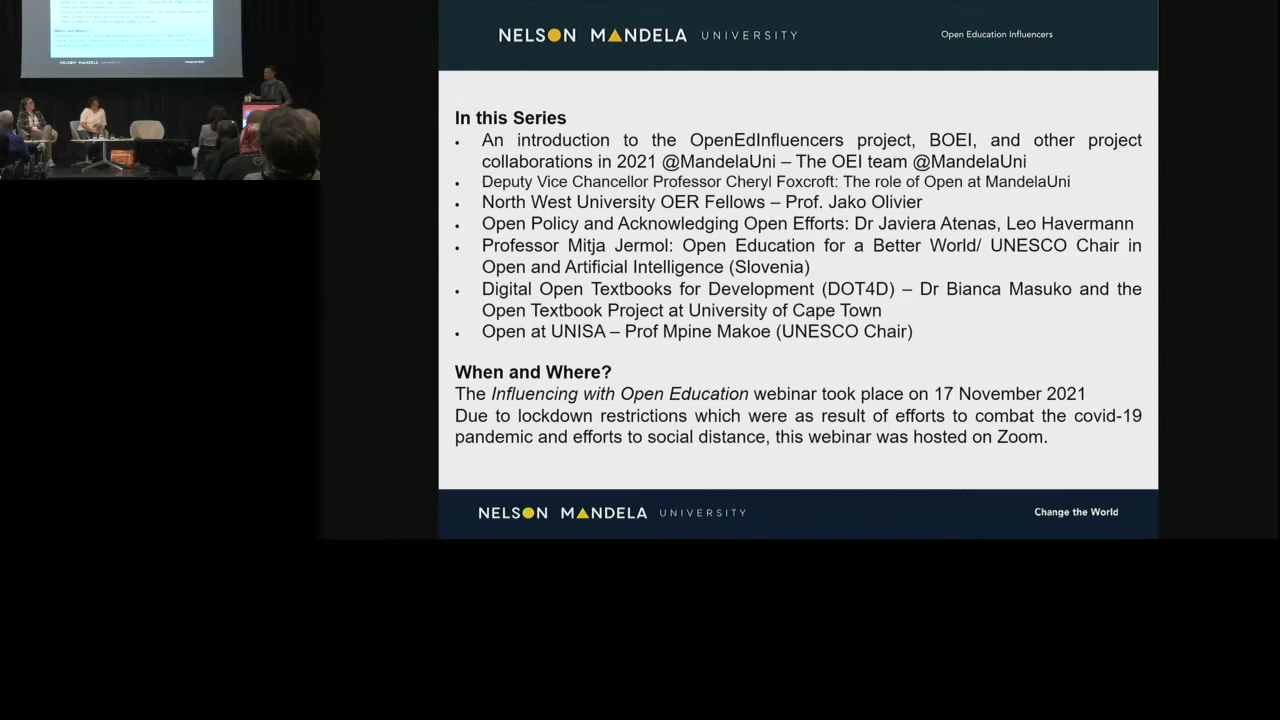 NELSON MANDELA UNIVERSITY
Open Education Influencers
In this Series
• An introduction to the OpenEdInfluencers project, BOEI, and other project
collaborations in 2021 @MandelaUni – The OEI team @MandelaUni
• Deputy Vice Chancellor Professor Cheryl Foxcroft: The role of Open at MandelaUni
• North West University OER Fellows – Prof. Jako Olivier
• Open Policy and Acknowledging Open Efforts: Dr Javiera Atenas, Leo Havermann
• Professor Mitja Jermol: Open Education for a Better World/ UNESCO Chair in
Open and Artificial Intelligence (Slovenia)
• Digital Open Textbooks for Development (DOT4D) – Dr Bianca Masuko and the
Open Textbook Project at University of Cape Town
• Open at UNISA – Prof Mpine Makoe (UNESCO Chair)
When and Where?
The Influencing with Open Education webinar took place on 17 November 2021
Due to lockdown restrictions which were as result of efforts to combat the covid-19
pandemic and efforts to social distance, this webinar was hosted on Zoom.
NELSON MANDELA UNIVERSITY
Change the World